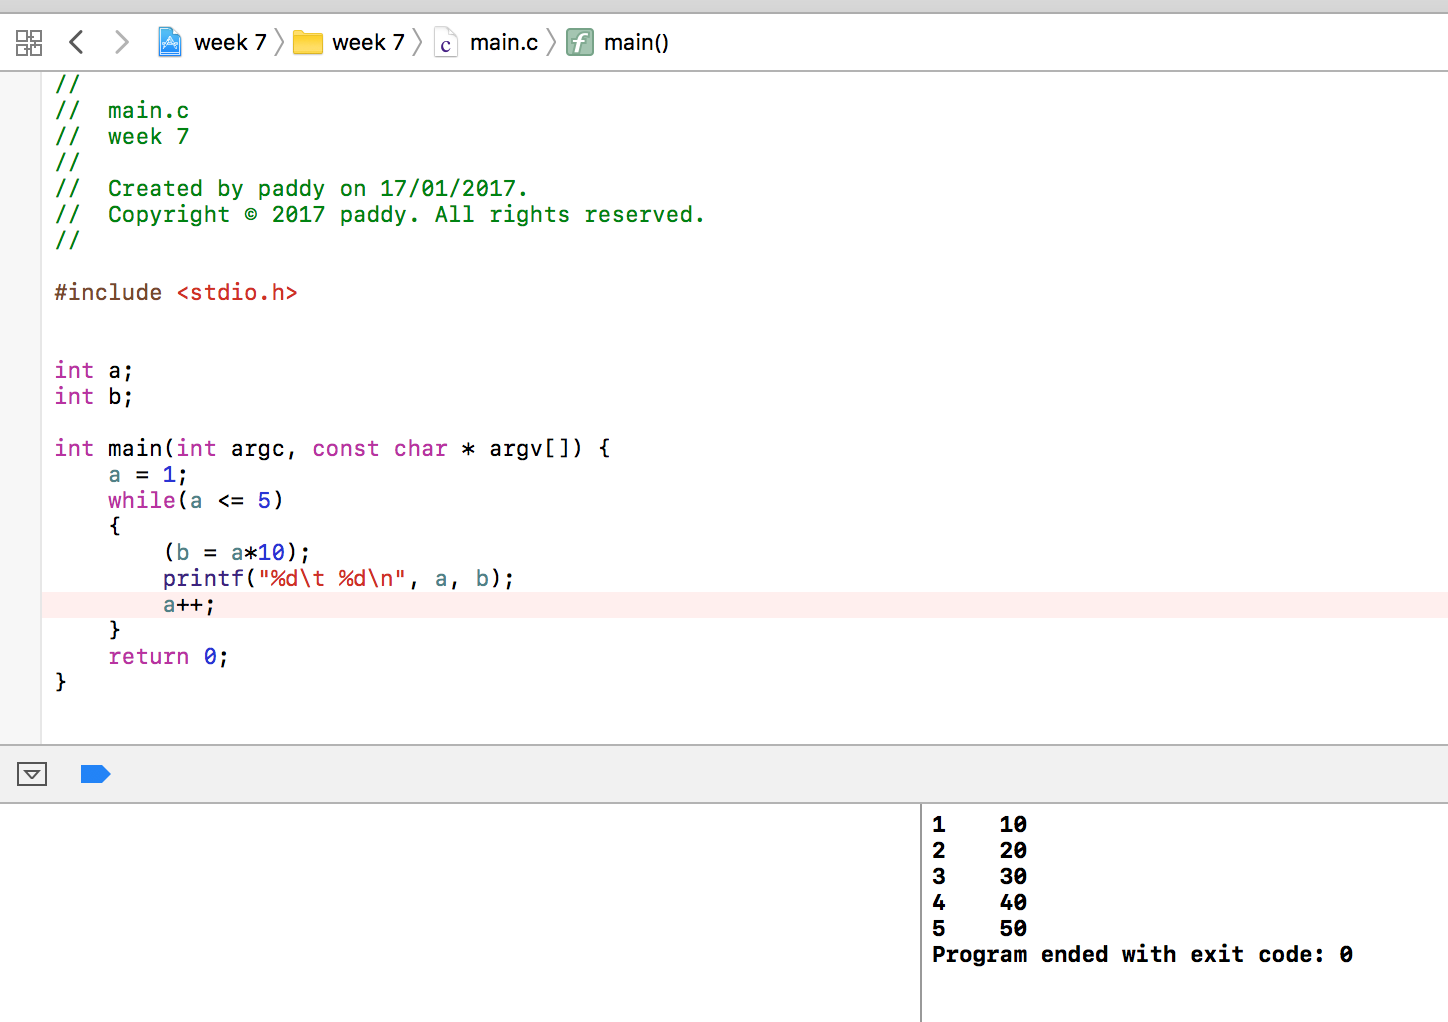 week 7 week 7 main.c main()
//
//  main.c
//  week 7
//
//  Created by paddy on 17/01/2017.
//  Copyright © 2017 paddy. All rights reserved.
//
#include <stdio.h>
int a;
int b;
int main(int argc, const char * argv[]) {
    a = 1;
    while(a <= 5)
    {
        (b = a*10);
        printf("%d\t %d\n", a, b);
        a++;
    }
    return 0;
}
1    10
2    20
3    30
4    40
5    50
Program ended with exit code: 0